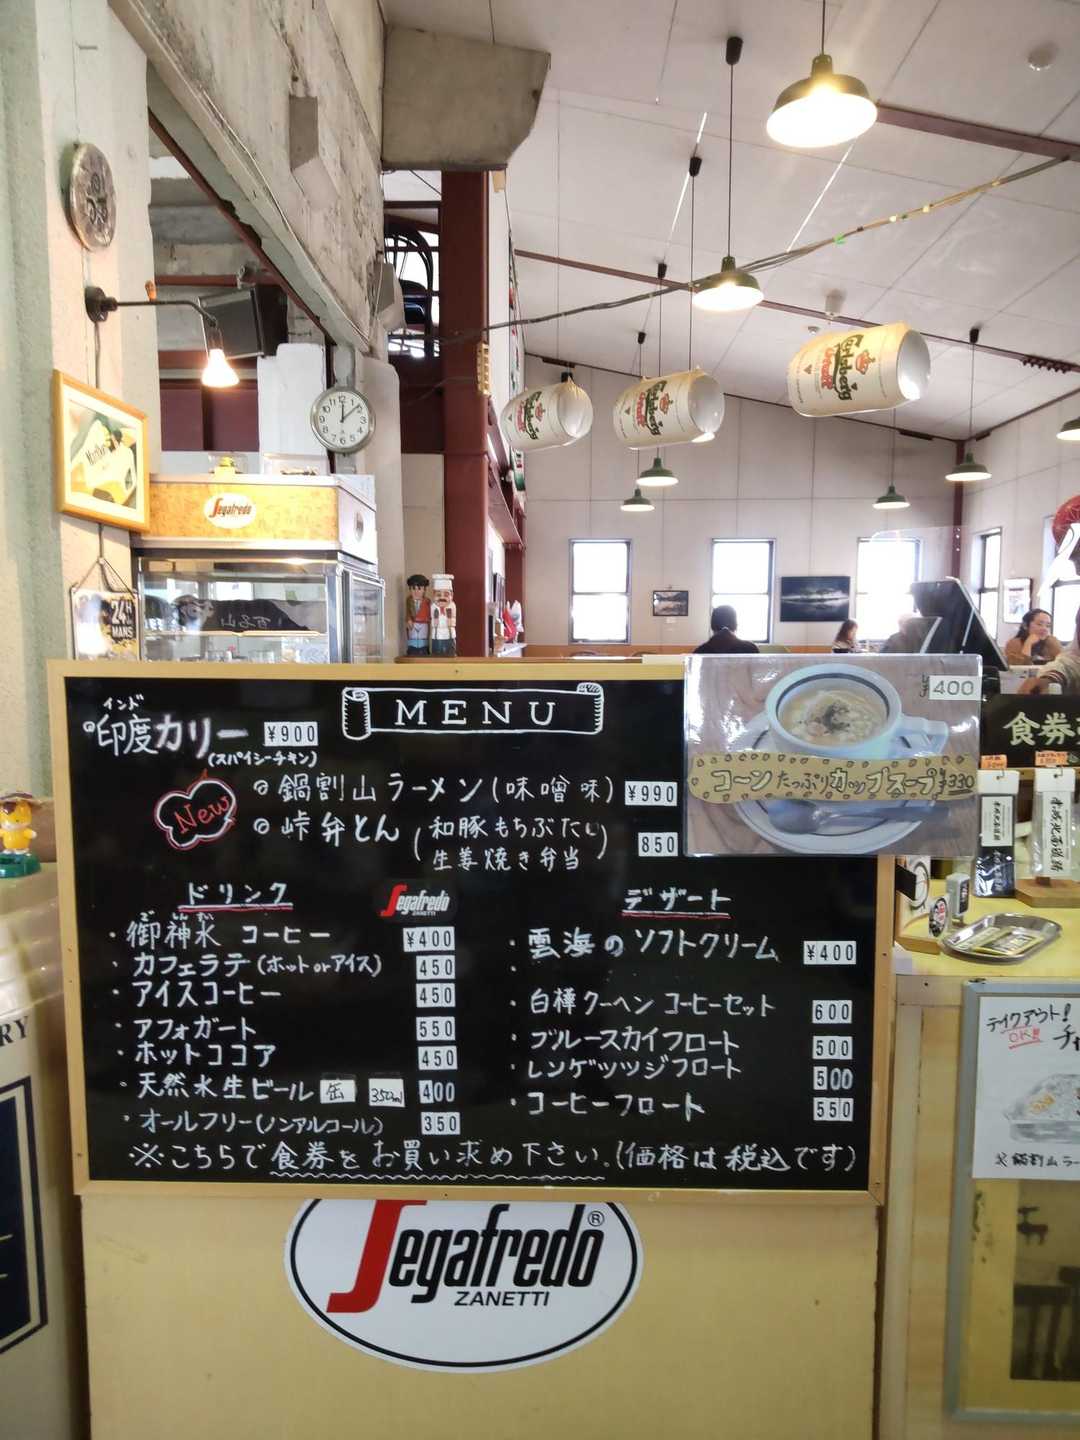 Carlsberg
Carlsberg
Carlsberg
Segafredo
24H
MANS
MENU
インド
印度カリー ¥900
(スパイシーチキン)
New
鍋割山ラーメン(味噌味) ¥990
峠弁とん (和豚もちぶた
生姜焼き弁当) 850
400
コーンたっぷりカップスープ ¥330
食券
ドリンク
Segafredo
ZANETTI
・御神水 コーヒー ¥400
・カフェラテ(ホットorアイス) 450
・アイスコーヒー 450
・アフォガート 550
・ホットココア 450
・天然水生ビール 缶 350ml 400
・オールフリー(ノンアルコール) 350
デザート
・雲海のソフトクリーム ¥400
・白樺クーヘン コーヒーセット 600
・ブルースカイフロート 500
・レンゲツツジフロート 500
・コーヒーフロート 550
※こちらで食券をお買い求め下さい。(価格は税込です)
テイクアウト!
OK!!
鍋割山ラー
Segafredo®
ZANETTI
RY